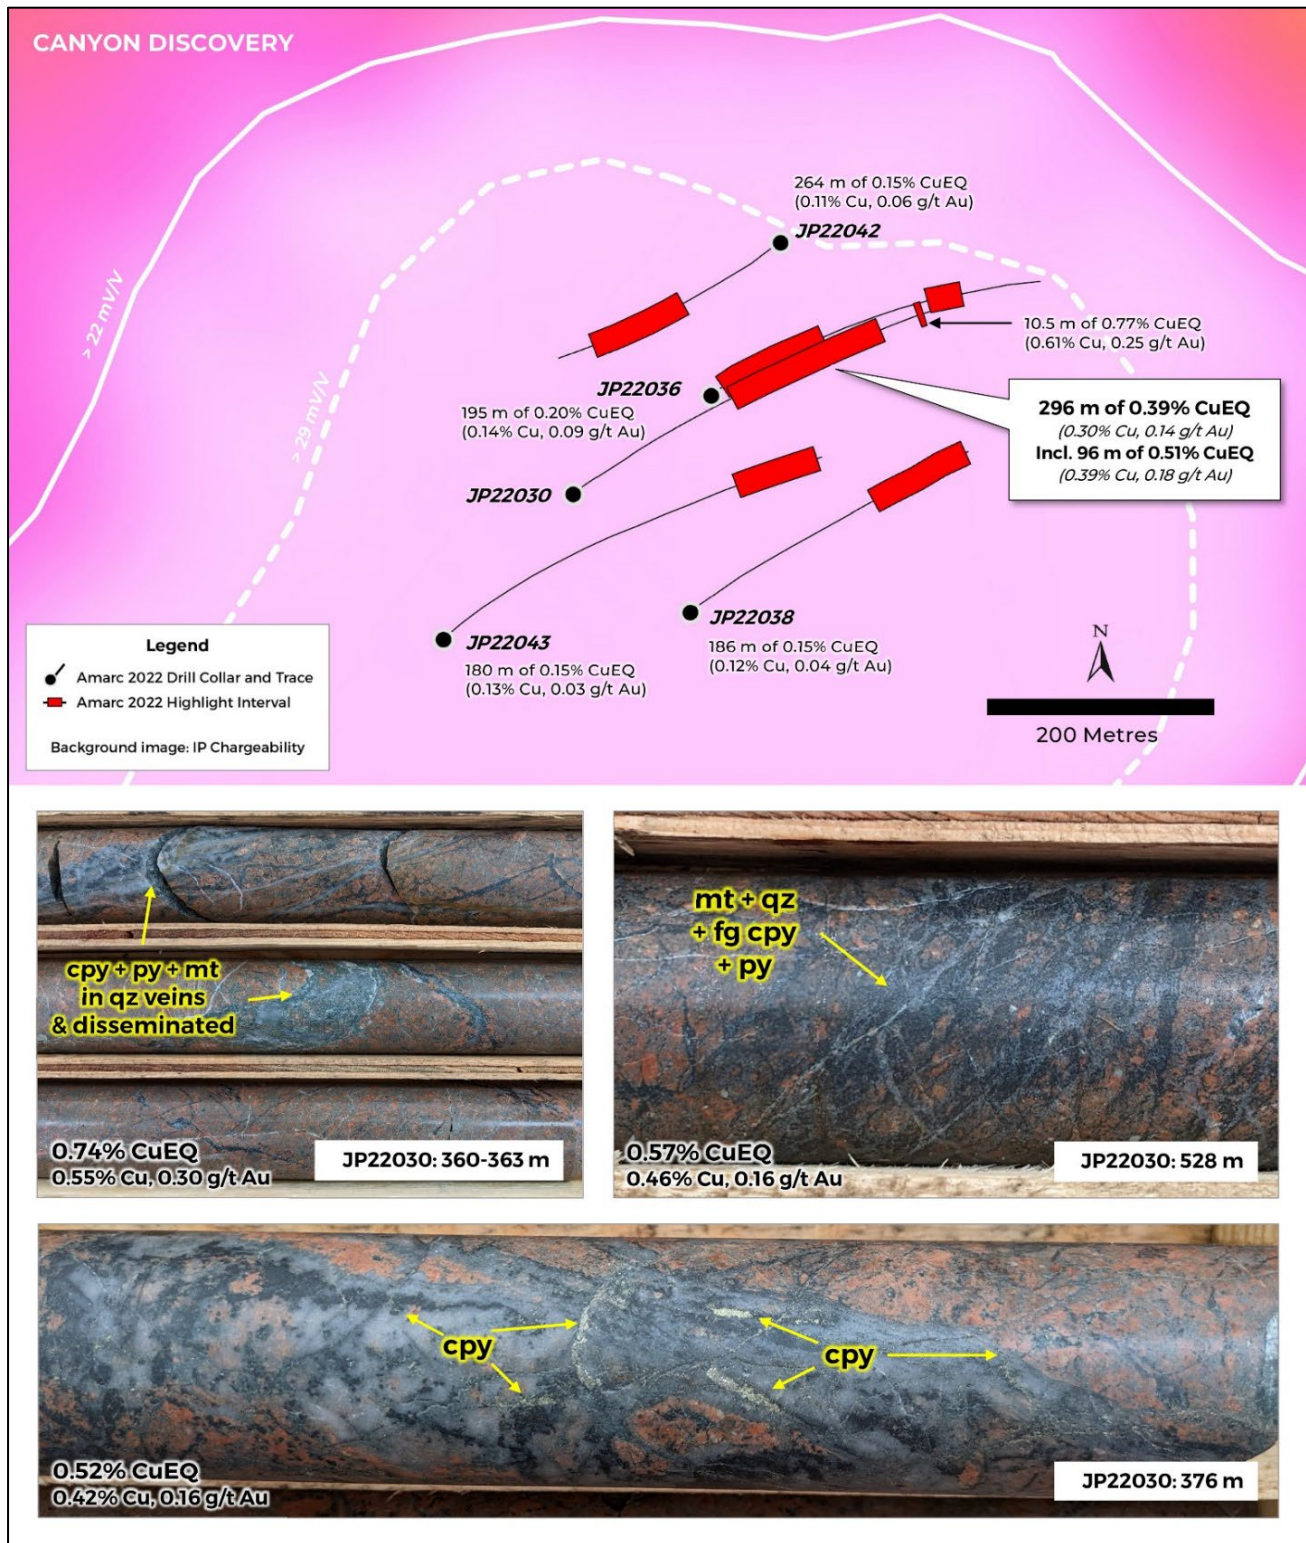 CANYON DISCOVERY
> 22 mV/V
> 29 mV/V
264 m of 0.15% CuEQ
(0.11% Cu, 0.06 g/t Au)
JP22042
10.5 m of 0.77% CuEQ
(0.61% Cu, 0.25 g/t Au)
JP22036
195 m of 0.20% CuEQ
(0.14% Cu, 0.09 g/t Au)
296 m of 0.39% CuEQ
(0.30% Cu, 0.14 g/t Au)
Incl. 96 m of 0.51% CuEQ
(0.39% Cu, 0.18 g/t Au)
JP22030
JP22043
180 m of 0.15% CuEQ
(0.13% Cu, 0.03 g/t Au)
JP22038
186 m of 0.15% CuEQ
(0.12% Cu, 0.04 g/t Au)
Legend
Amarc 2022 Drill Collar and Trace
Amarc 2022 Highlight Interval
Background image: IP Chargeability
N
200 Metres
cpy + py + mt
in qz veins
& disseminated
0.74% CuEQ
0.55% Cu, 0.30 g/t Au
JP22030: 360-363 m
mt + qz
+ fg cpy
+ py
0.57% CuEQ
0.46% Cu, 0.16 g/t Au
JP22030: 528 m
cpy
cpy
0.52% CuEQ
0.42% Cu, 0.16 g/t Au
JP22030: 376 m